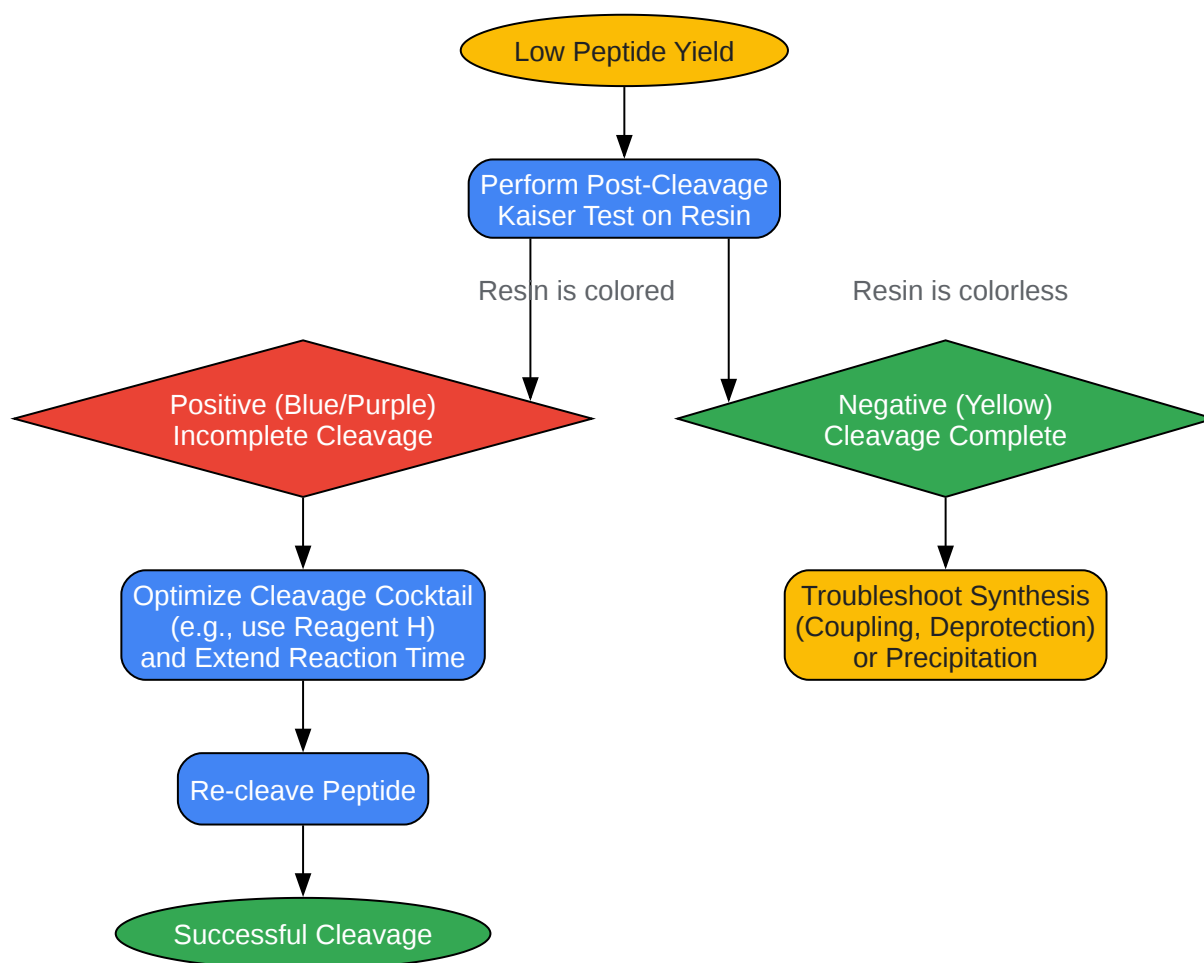 Low Peptide Yield
Perform Post-Cleavage
Kaiser Test on Resin
Resin is colored
Resin is colorless
Positive (Blue/Purple)
Incomplete Cleavage
Negative (Yellow)
Cleavage Complete
Optimize Cleavage Cocktail
(e.g., use Reagent H)
and Extend Reaction Time
Troubleshoot Synthesis
(Coupling, Deprotection)
or Precipitation
Re-cleave Peptide
Successful Cleavage